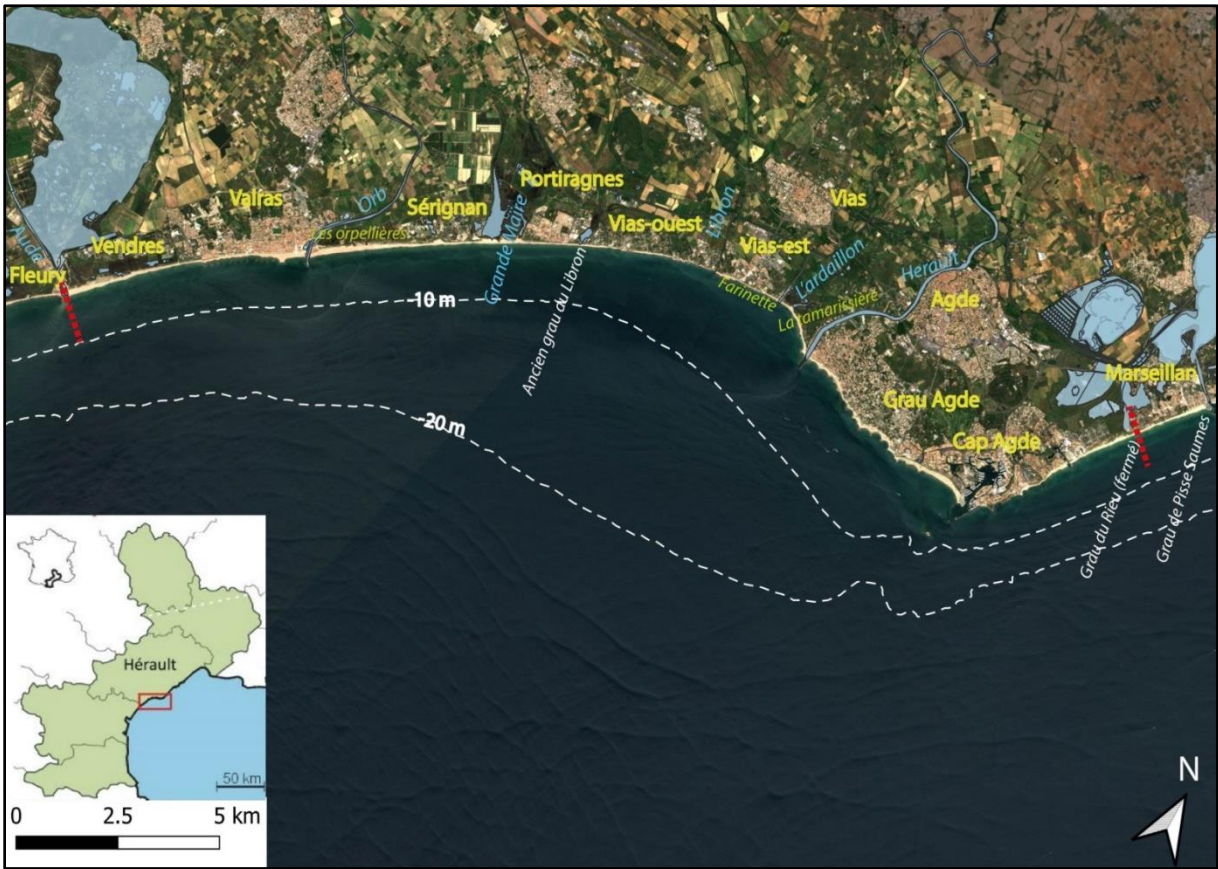 Aude
Fleury
Vendres
Valras
Orb
Les orpellières
Sérignan
Grande Maïre
Portiragnes
Ancien grau du Libron
Vias-ouest
Libron
Vias-est
Vias
Farinette
L'ardaillon
La tamarissière
Herault
Agde
Grau Agde
Cap Agde
Marseillan
Grau du Rieu (fermé)
Grau de Pisse Saumes
-10 m
-20 m
Hérault
50 km
0 2.5 5 km
N